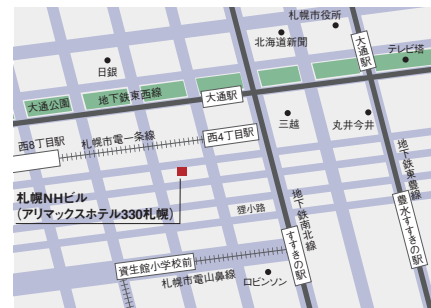 札幌市役所
北海道新聞
大通駅
テレビ塔
日銀
大通公園
地下鉄東西線
大通駅
三越
丸井今井
西8丁目駅
札幌市電一条線
西4丁目駅
地下鉄東豊線
豊水すすきの駅
札幌NHビル
(アリマックスホテル330札幌)
狸小路
地下鉄南北線
すすきの駅
資生館小学校前
札幌市電山鼻線
ロビンソン